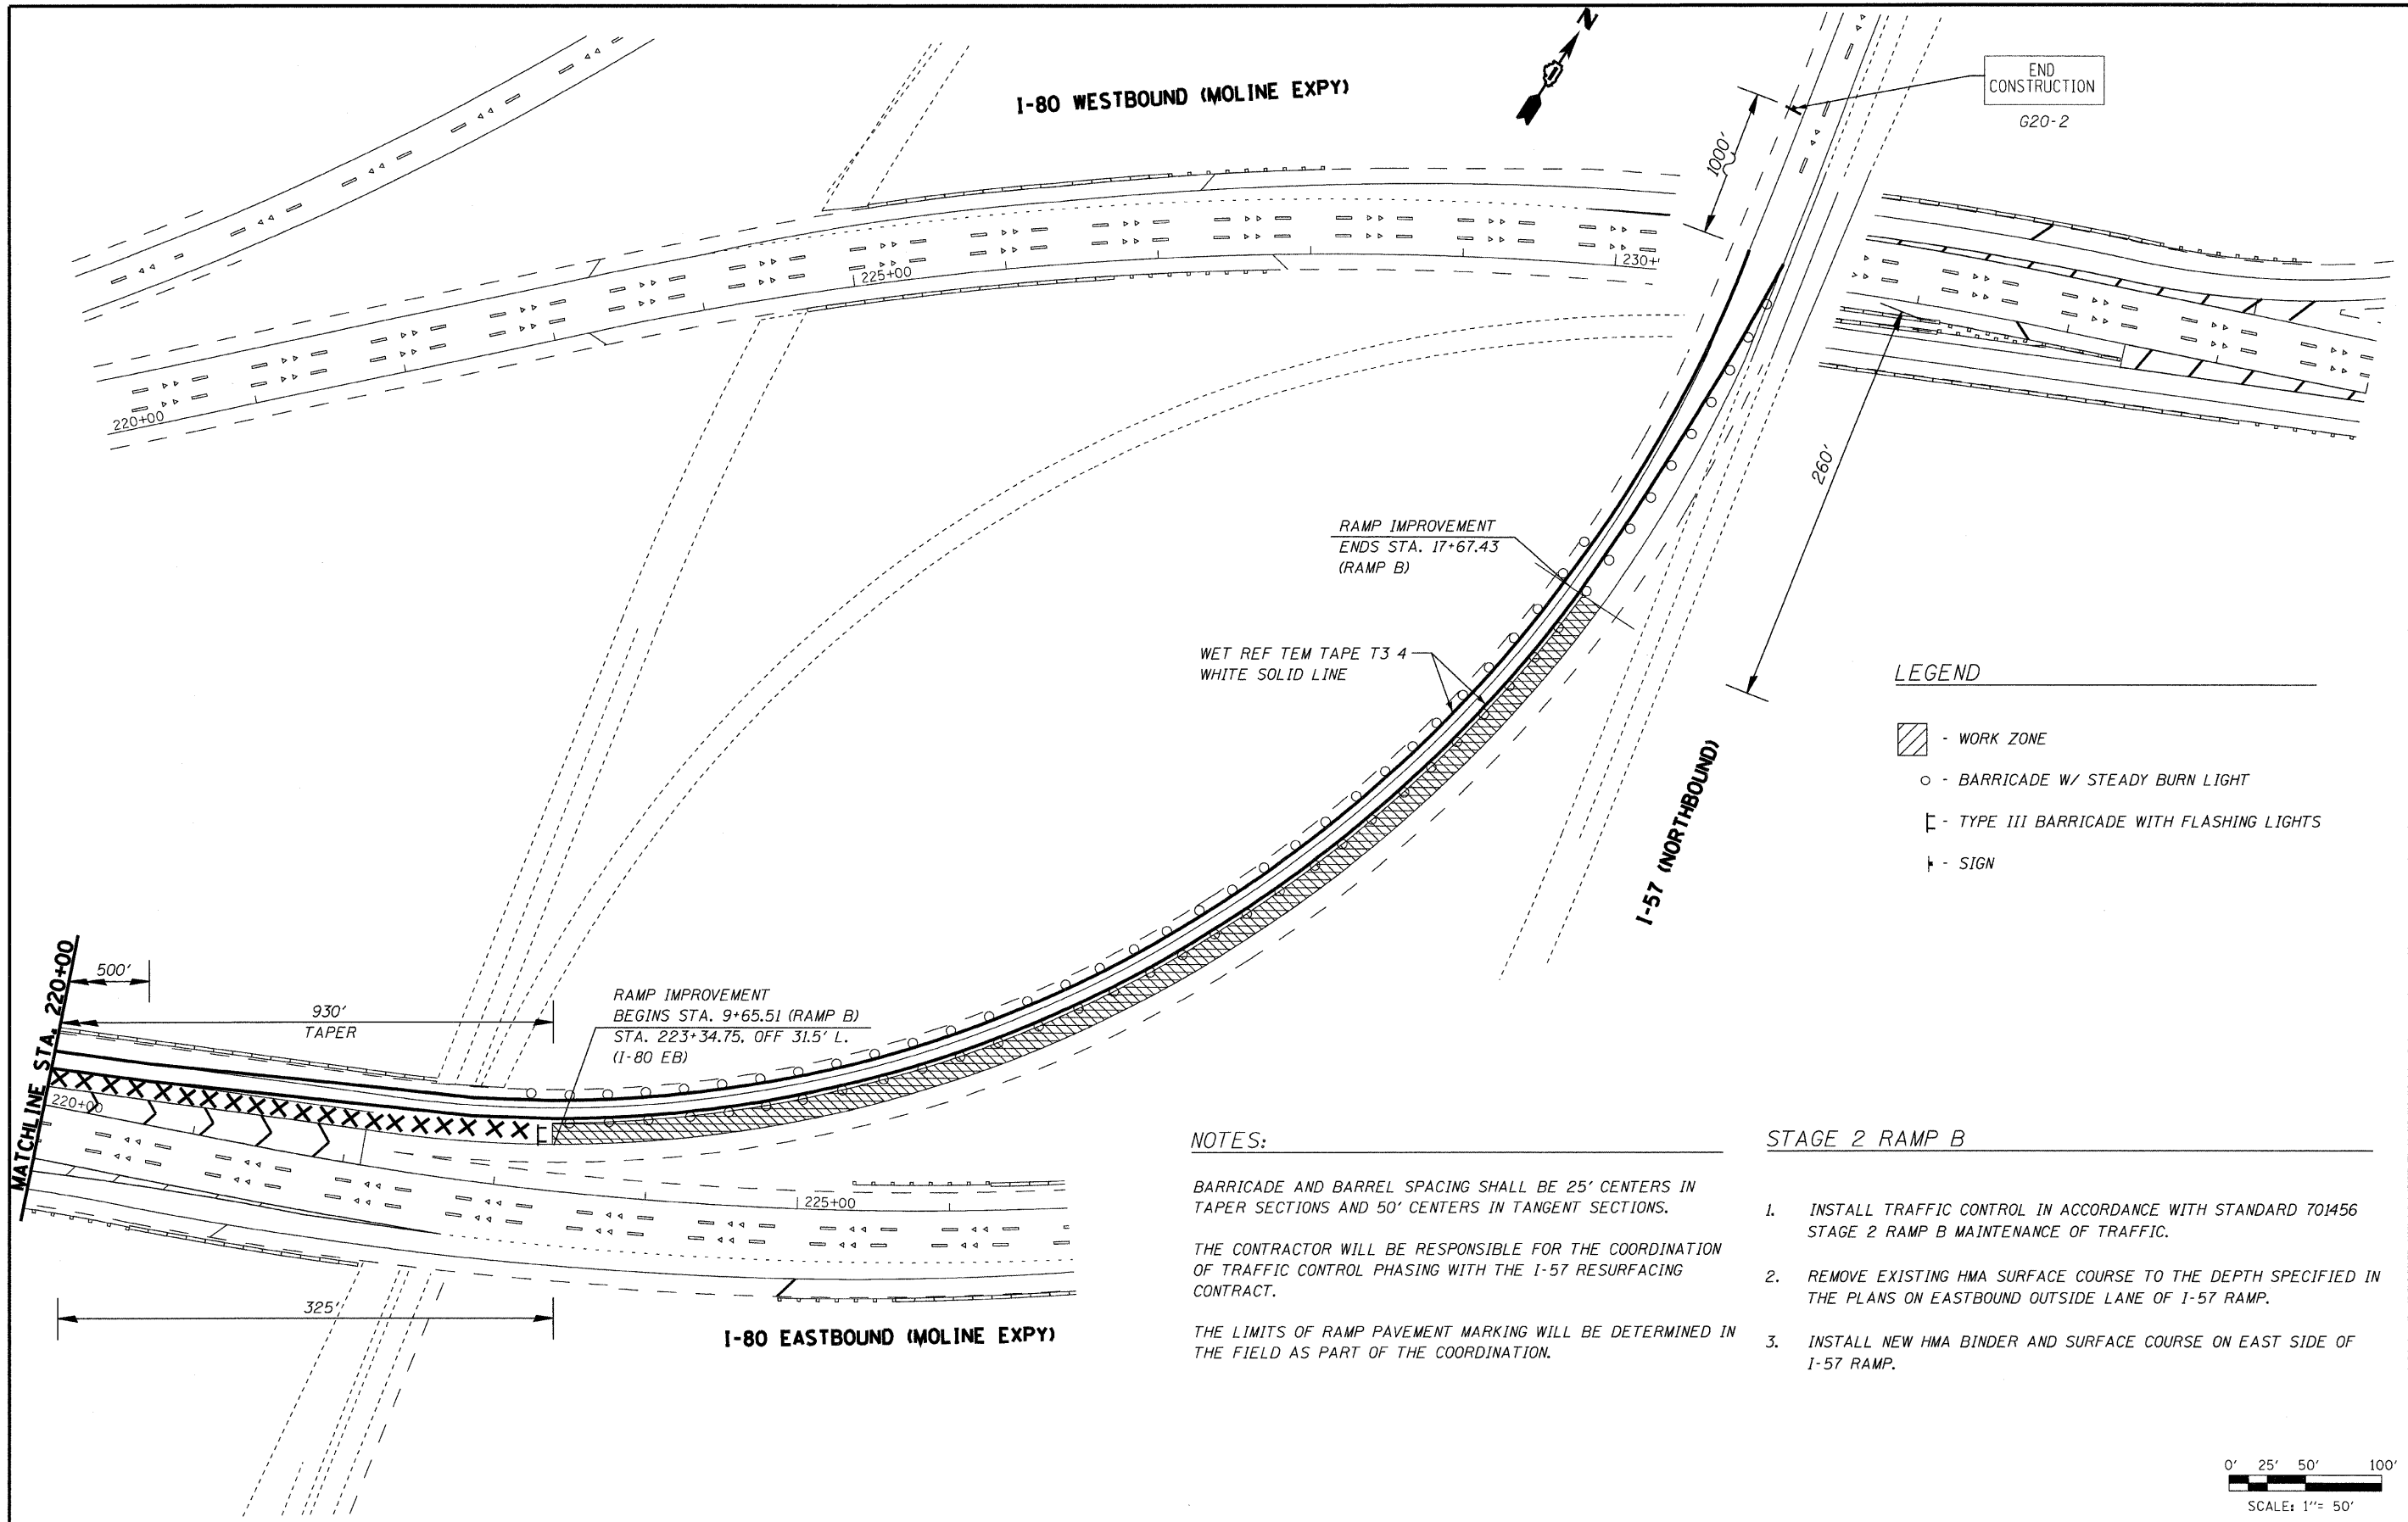 N
I-80 WESTBOUND (MOLINE EXPY)
END
CONSTRUCTION
G20-2
1000'
225+00
230+
220+00
260'
RAMP IMPROVEMENT
ENDS STA. 17+67.43
(RAMP B)
WET REF TEM TAPE T3 4
WHITE SOLID LINE
I-57 (NORTHBOUND)
LEGEND
- WORK ZONE
- BARRICADE W/ STEADY BURN LIGHT
- TYPE III BARRICADE WITH FLASHING LIGHTS
- SIGN
MATCHLINE STA. 220+00
500'
930'
TAPER
RAMP IMPROVEMENT
BEGINS STA. 9+65.51 (RAMP B)
STA. 223+34.75, OFF 31.5' L.
(I-80 EB)
220+00
225+00
325'
I-80 EASTBOUND (MOLINE EXPY)
NOTES:
BARRICADE AND BARREL SPACING SHALL BE 25' CENTERS IN
TAPER SECTIONS AND 50' CENTERS IN TANGENT SECTIONS.
THE CONTRACTOR WILL BE RESPONSIBLE FOR THE COORDINATION
OF TRAFFIC CONTROL PHASING WITH THE I-57 RESURFACING
CONTRACT.
THE LIMITS OF RAMP PAVEMENT MARKING WILL BE DETERMINED IN
THE FIELD AS PART OF THE COORDINATION.
STAGE 2 RAMP B
1. INSTALL TRAFFIC CONTROL IN ACCORDANCE WITH STANDARD 701456
STAGE 2 RAMP B MAINTENANCE OF TRAFFIC.
2. REMOVE EXISTING HMA SURFACE COURSE TO THE DEPTH SPECIFIED IN
THE PLANS ON EASTBOUND OUTSIDE LANE OF I-57 RAMP.
3. INSTALL NEW HMA BINDER AND SURFACE COURSE ON EAST SIDE OF
I-57 RAMP.
0' 25' 50' 100'
SCALE: 1"= 50'